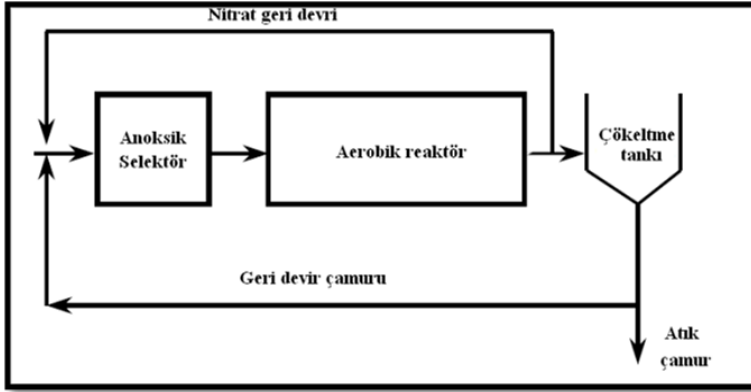 Nitrat geri devri
Anoksik
Selektör
Aerobik reaktör
Çökeltme
tankı
Geri devir çamuru
Atık
çamur